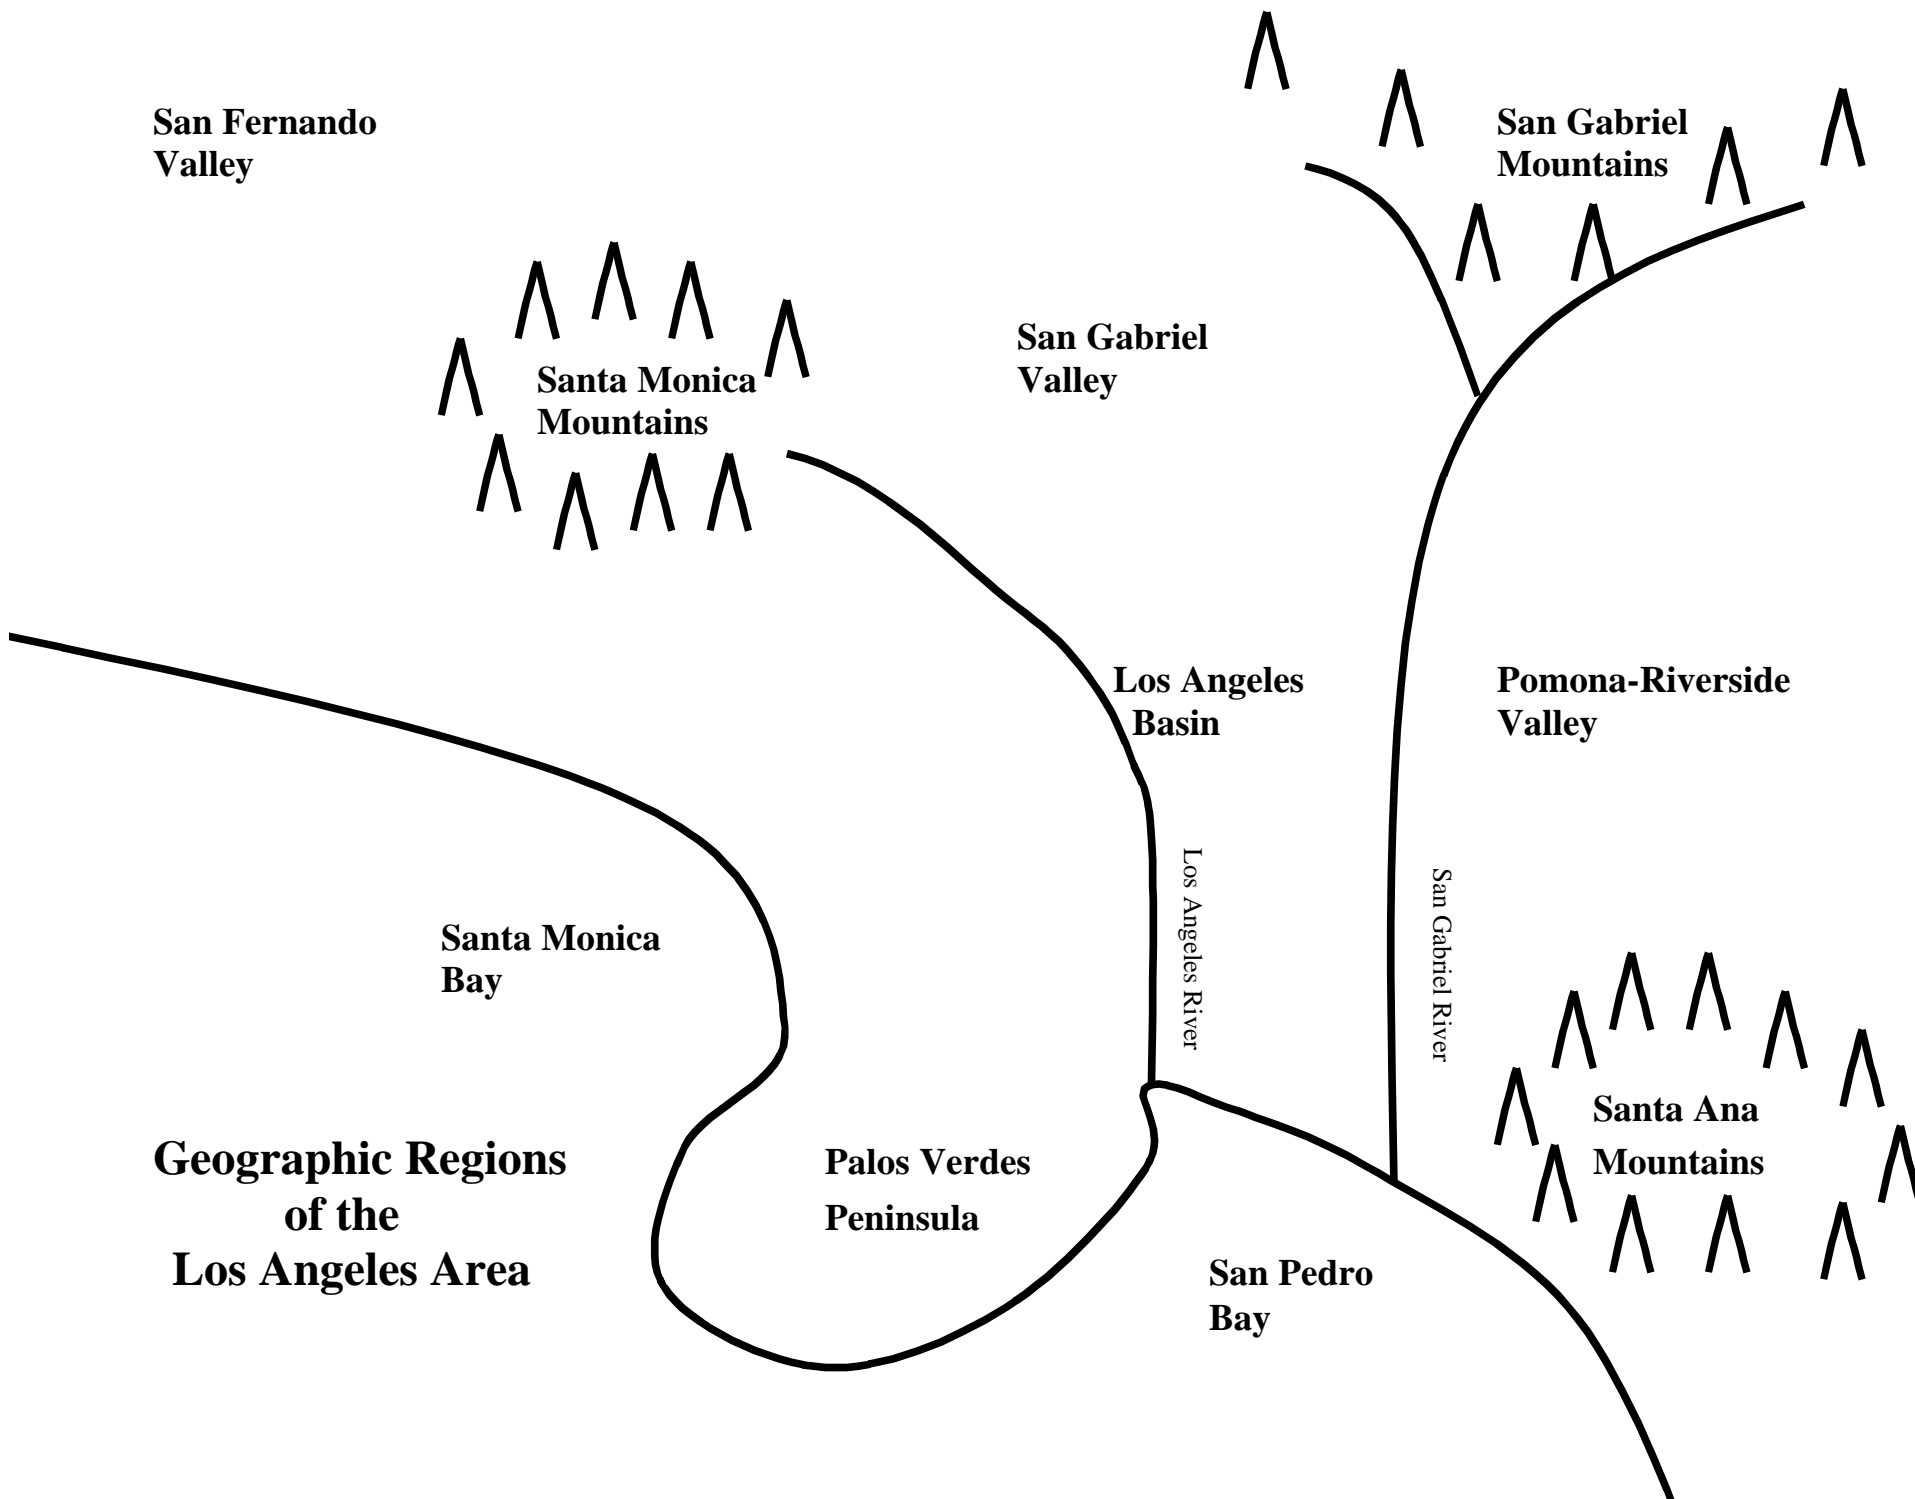 San Fernando
Valley
San Gabriel
Mountains
San Gabriel
Valley
Santa Monica
Mountains
Los Angeles
Basin
Pomona-Riverside
Valley
Los Angeles River
San Gabriel River
Santa Monica
Bay
Santa Ana
Mountains
Geographic Regions
of the
Los Angeles Area
Palos Verdes
Peninsula
San Pedro
Bay